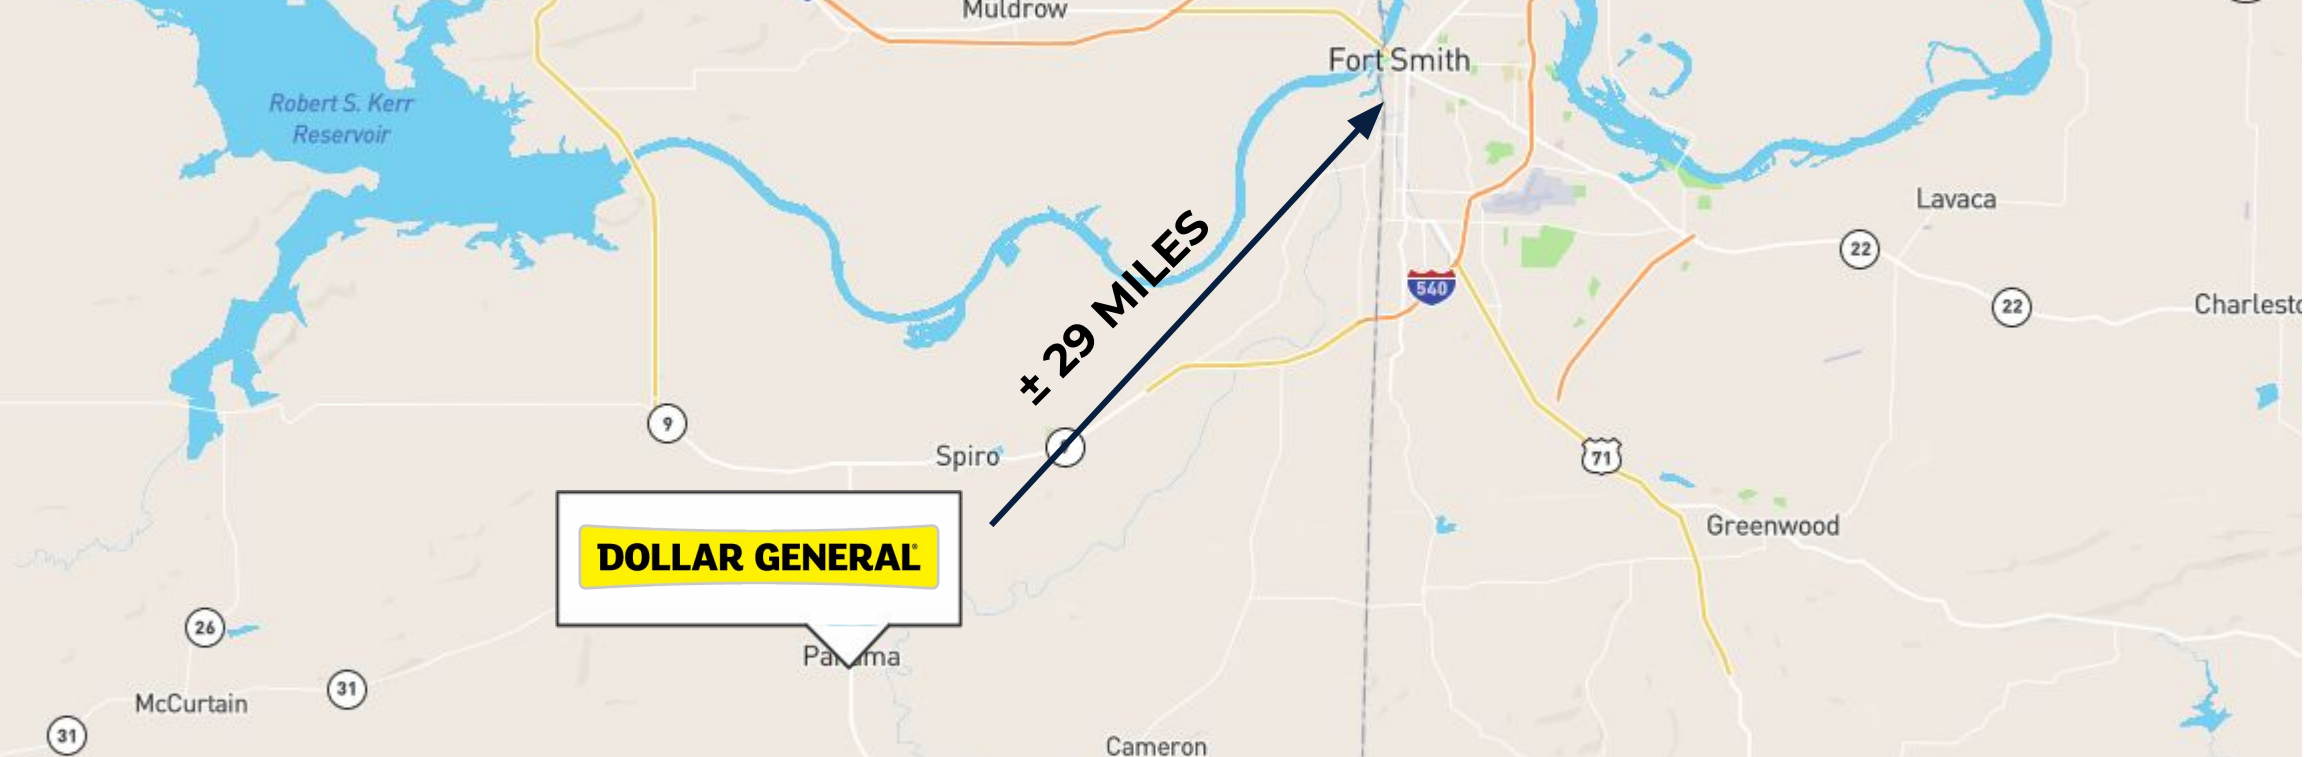 Muldrow
Fort Smith
Robert S. Kerr
Reservoir
Lavaca
22
± 29 MILES
540
22
9
Spiro
71
Greenwood
DOLLAR GENERAL®
26
31
McCurtain
31
Cameron